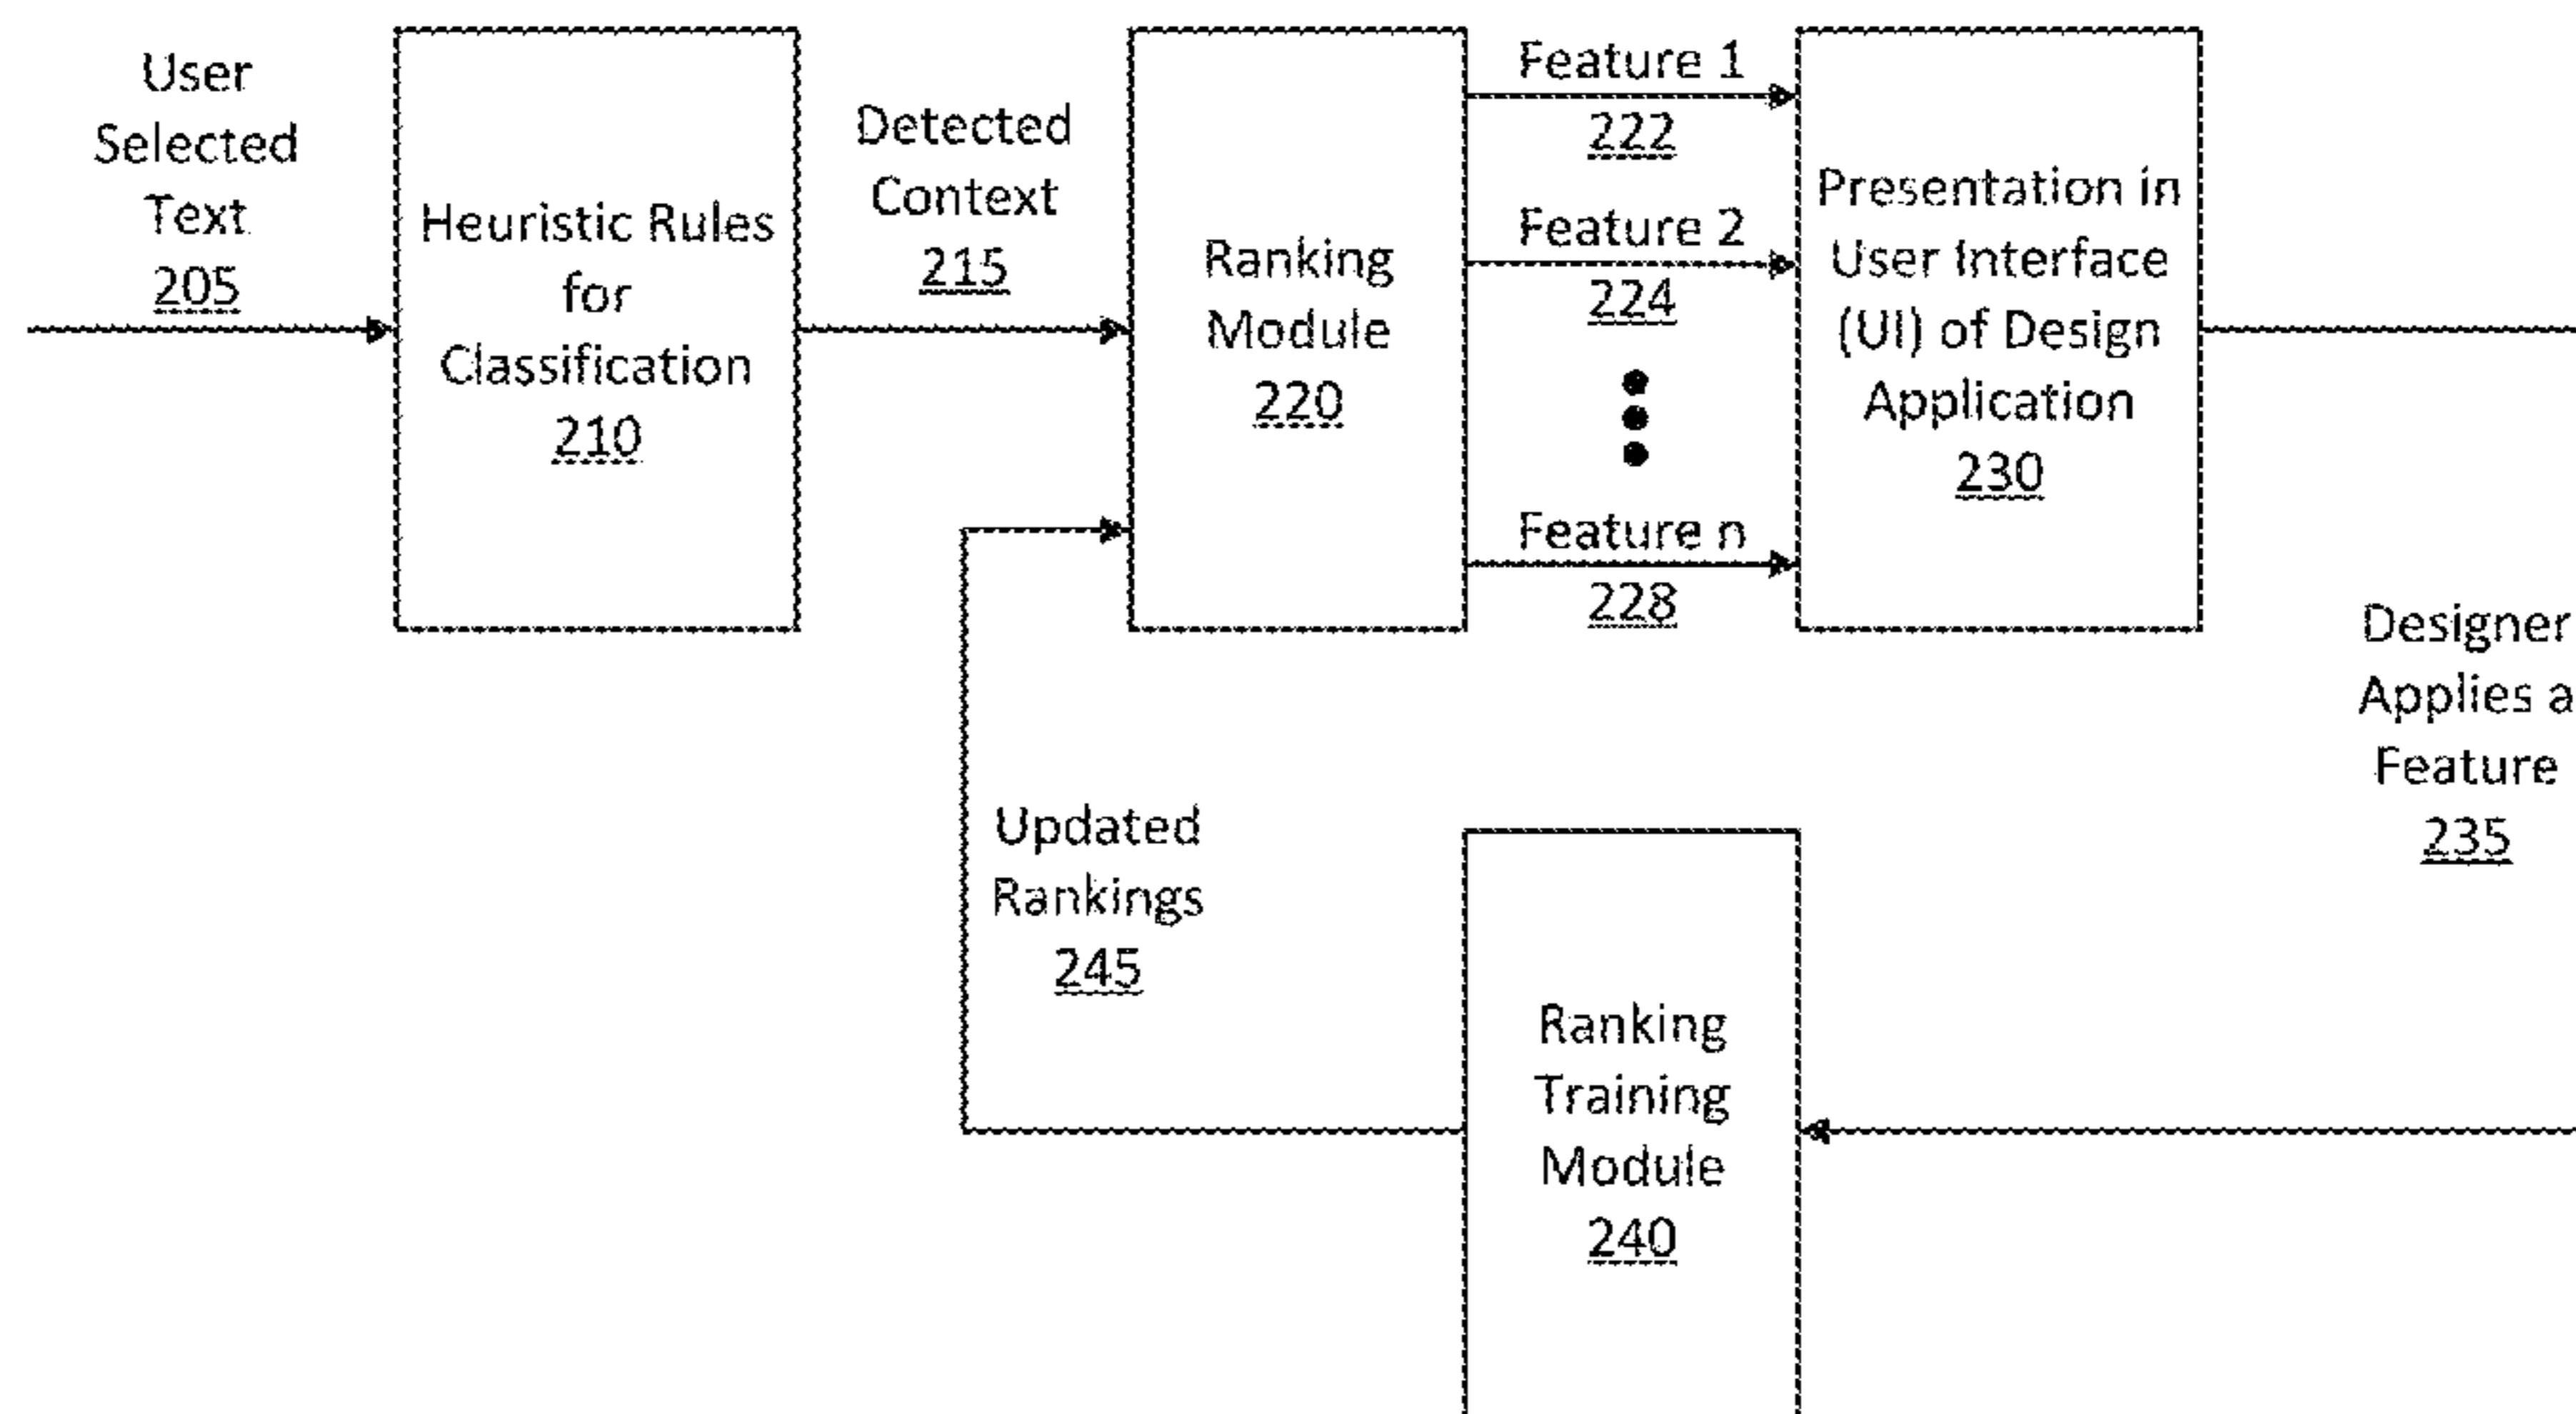 User
Selected
Text
205
Heuristic Rules
for
Classification
210
Detected
Context
215
Ranking
Module
220
Feature 1
222
Feature 2
224
Feature n
228
Presentation in
User Interface
(UI) of Design
Application
230
Designer
Applies a
Feature
235
Ranking
Training
Module
240
Updated
Rankings
245